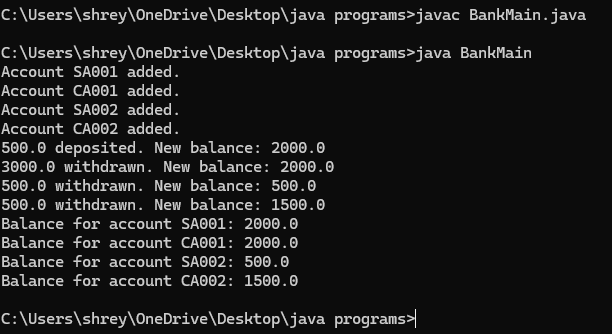 C:\Users\shrey\OneDrive\Desktop\java programs>javac BankMain.java
C:\Users\shrey\OneDrive\Desktop\java programs>java BankMain
Account SA001 added.
Account CA001 added.
Account SA002 added.
Account CA002 added.
500.0 deposited. New balance: 2000.0
3000.0 withdrawn. New balance: 2000.0
500.0 withdrawn. New balance: 500.0
500.0 withdrawn. New balance: 1500.0
Balance for account SA001: 2000.0
Balance for account CA001: 2000.0
Balance for account SA002: 500.0
Balance for account CA002: 1500.0
C:\Users\shrey\OneDrive\Desktop\java programs>